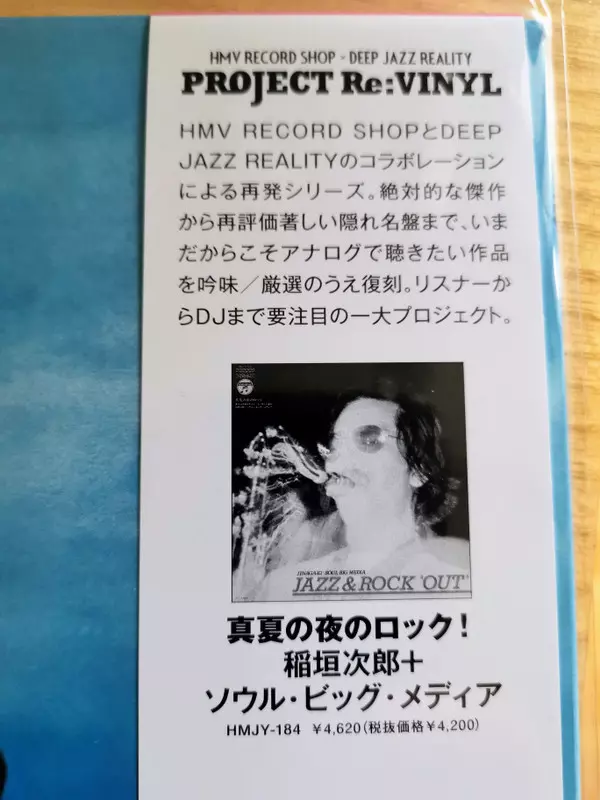 HMV RECORD SHOP × DEEP JAZZ REALITY
PROJECT Re:VINYL
HMV RECORD SHOPとDEEP
JAZZ REALITYのコラボレーション
による再発シリーズ。絶対的な傑作
から再評価著しい隠れ名盤まで、いま
だからこそアナログで聴きたい作品
を吟味／厳選のうえ復刻。リスナーか
らDJまで要注目の一大プロジェクト。
J.INAGAKI & SOUL BIG MEDIA
JAZZ & ROCK "OUT"
真夏の夜のロック！
稲垣次郎＋
ソウル・ビッグ・メディア
HMJY-184 ￥4,620(税抜価格￥4,200)